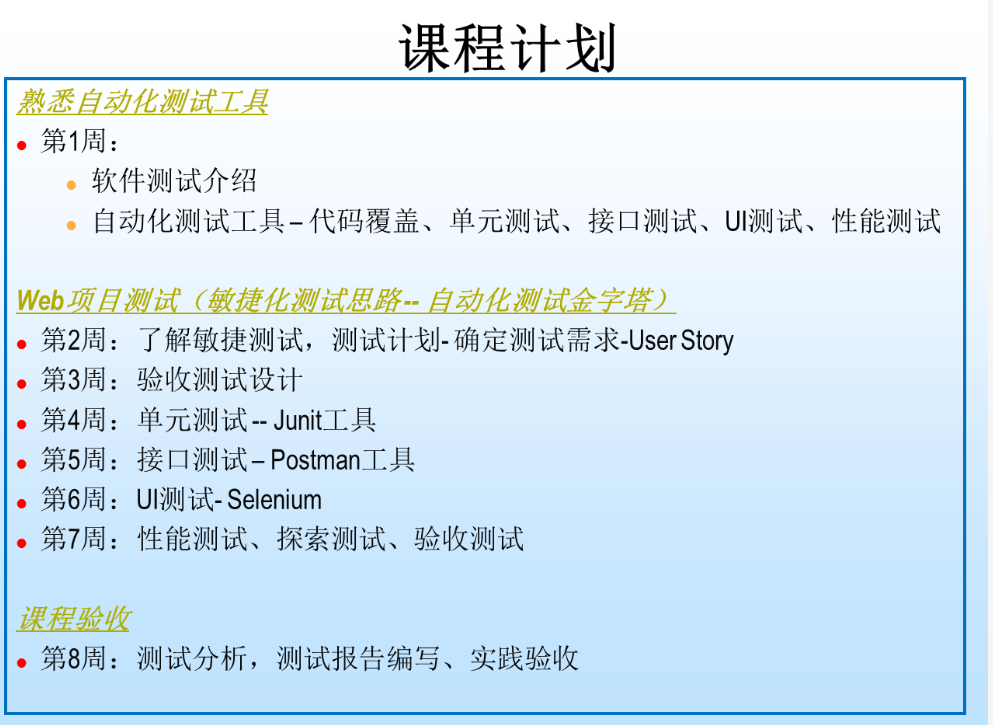 课程计划
熟悉自动化测试工具
第1周：
软件测试介绍
自动化测试工具 – 代码覆盖、单元测试、接口测试、UI测试、性能测试
Web项目测试（敏捷化测试思路-- 自动化测试金字塔）
第2周：了解敏捷测试，测试计划- 确定测试需求-User Story
第3周：验收测试设计
第4周：单元测试 -- Junit工具
第5周：接口测试 – Postman工具
第6周：UI测试- Selenium
第7周：性能测试、探索测试、验收测试
课程验收
第8周：测试分析，测试报告编写、实践验收